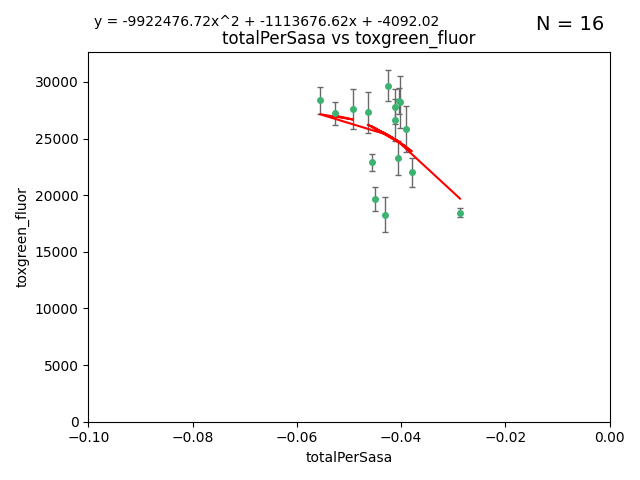 y = -9922476.72x^2 + -1113676.62x + -4092.02
N = 16
totalPerSasa vs toxgreen_fluor
30000
25000
20000
15000
10000
5000
0
toxgreen_fluor
−0.10
−0.08
−0.06
−0.04
−0.02
0.00
totalPerSasa